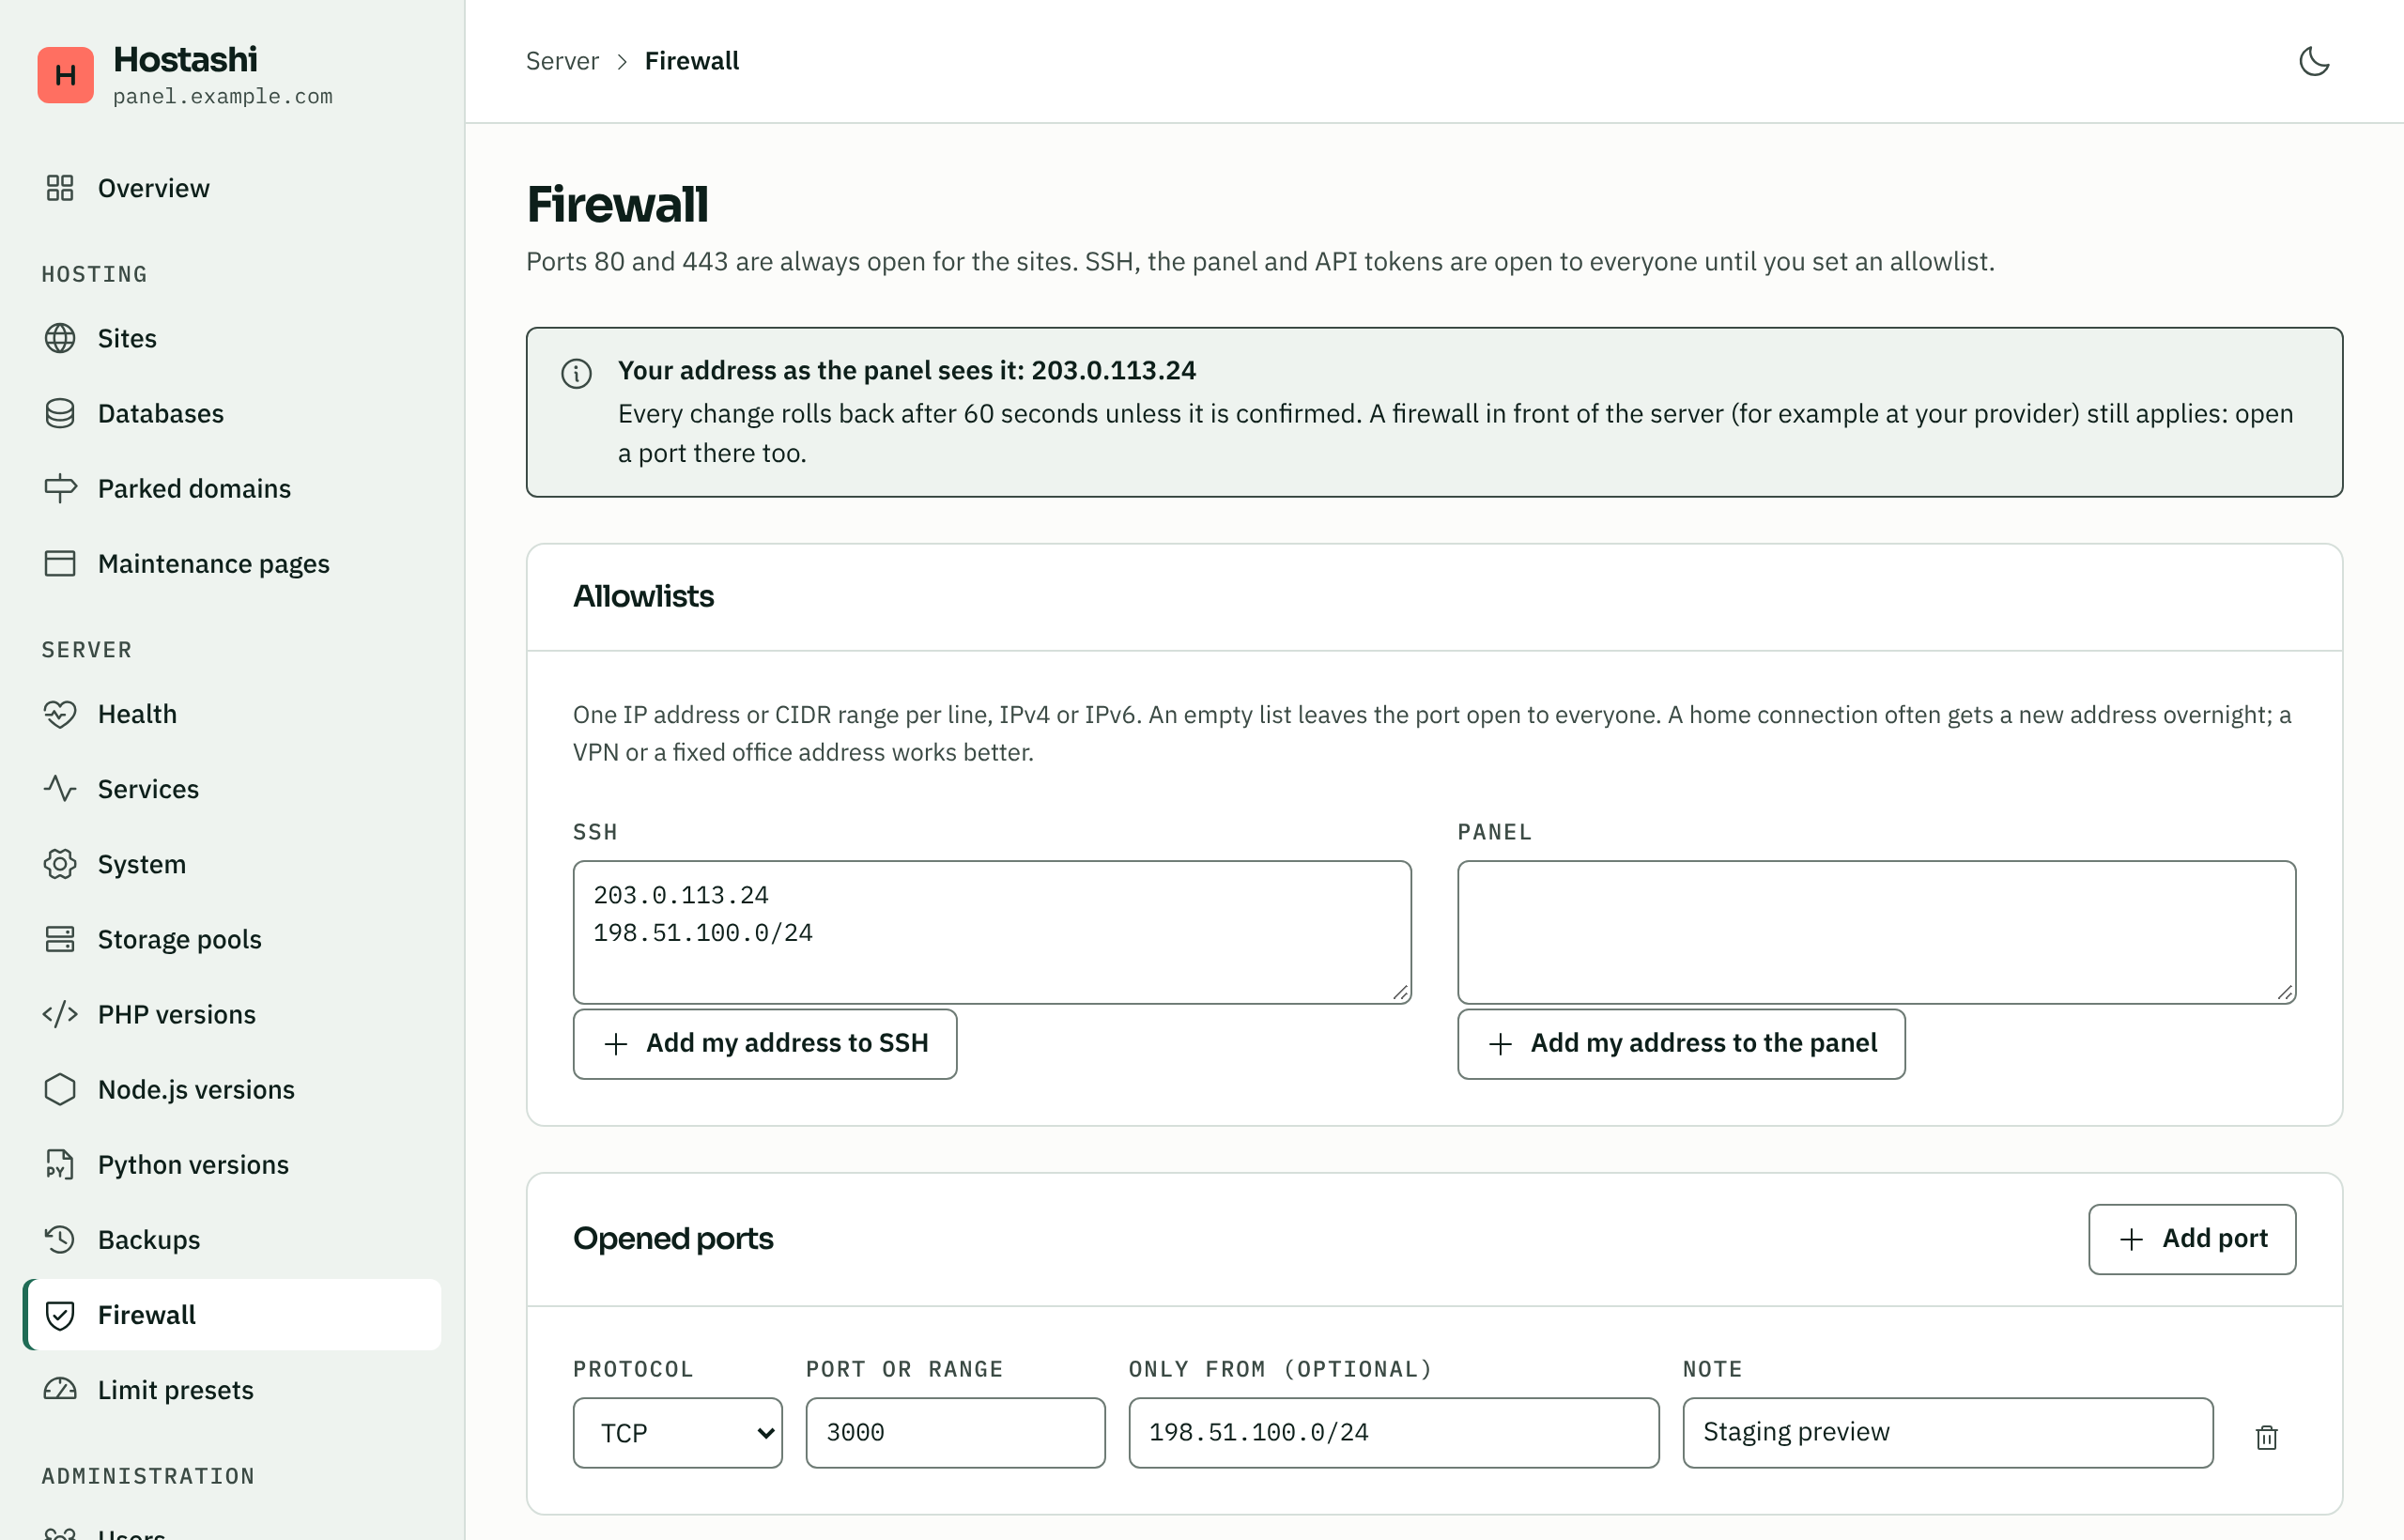 H
Hostashi
panel.example.com
Overview
HOSTING
Sites
Databases
Parked domains
Maintenance pages
SERVER
Health
Services
System
Storage pools
PHP versions
Node.js versions
PY
Python versions
Backups
Firewall
Limit presets
ADMINISTRATION
Users
Server > Firewall
Firewall
Ports 80 and 443 are always open for the sites. SSH, the panel and API tokens are open to everyone until you set an allowlist.
Your address as the panel sees it: 203.0.113.24
Every change rolls back after 60 seconds unless it is confirmed. A firewall in front of the server (for example at your provider) still applies: open
a port there too.
Allowlists
One IP address or CIDR range per line, IPv4 or IPv6. An empty list leaves the port open to everyone. A home connection often gets a new address overnight; a
VPN or a fixed office address works better.
SSH
203.0.113.24
198.51.100.0/24
Add my address to SSH
PANEL
Add my address to the panel
Opened ports
Add port
PROTOCOL PORT OR RANGE ONLY FROM (OPTIONAL) NOTE
TCP 3000 198.51.100.0/24 Staging preview